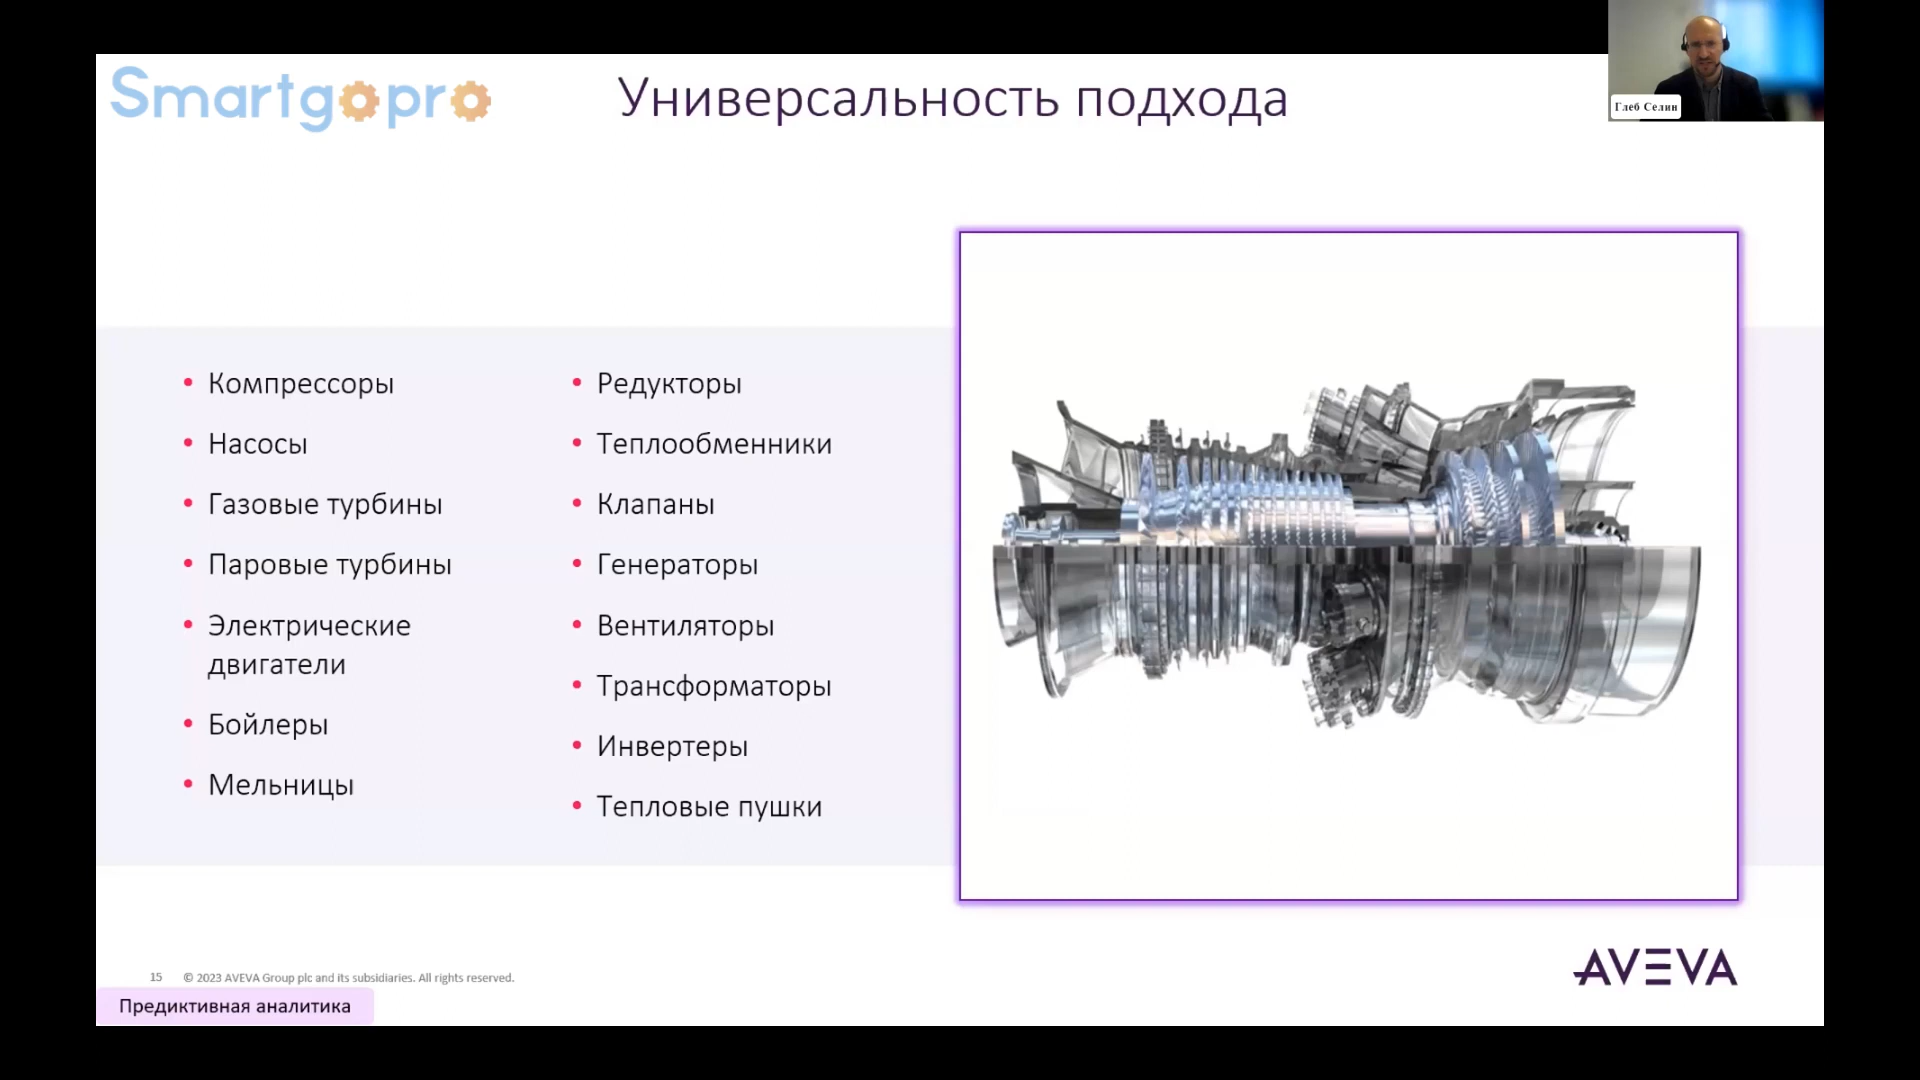 Smartgopro
Универсальность подхода
Глеб Селин
• Компрессоры
• Насосы
• Газовые турбины
• Паровые турбины
• Электрические
двигатели
• Бойлеры
• Мельницы
• Редукторы
• Теплообменники
• Клапаны
• Генераторы
• Вентиляторы
• Трансформаторы
• Инвертеры
• Тепловые пушки
15 © 2023 AVEVA Group plc and its subsidiaries. All rights reserved.
AVEVA
Предиктивная аналитика